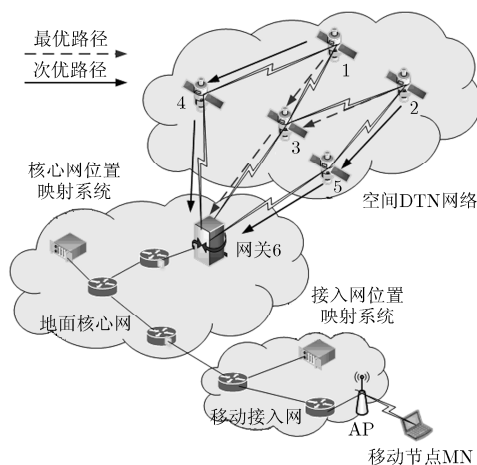 最优路径
次优路径
1
2
3
4
5
核心网位置
映射系统
空间DTN网络
网关6
接入网位置
映射系统
地面核心网
移动接入网
AP
移动节点MN